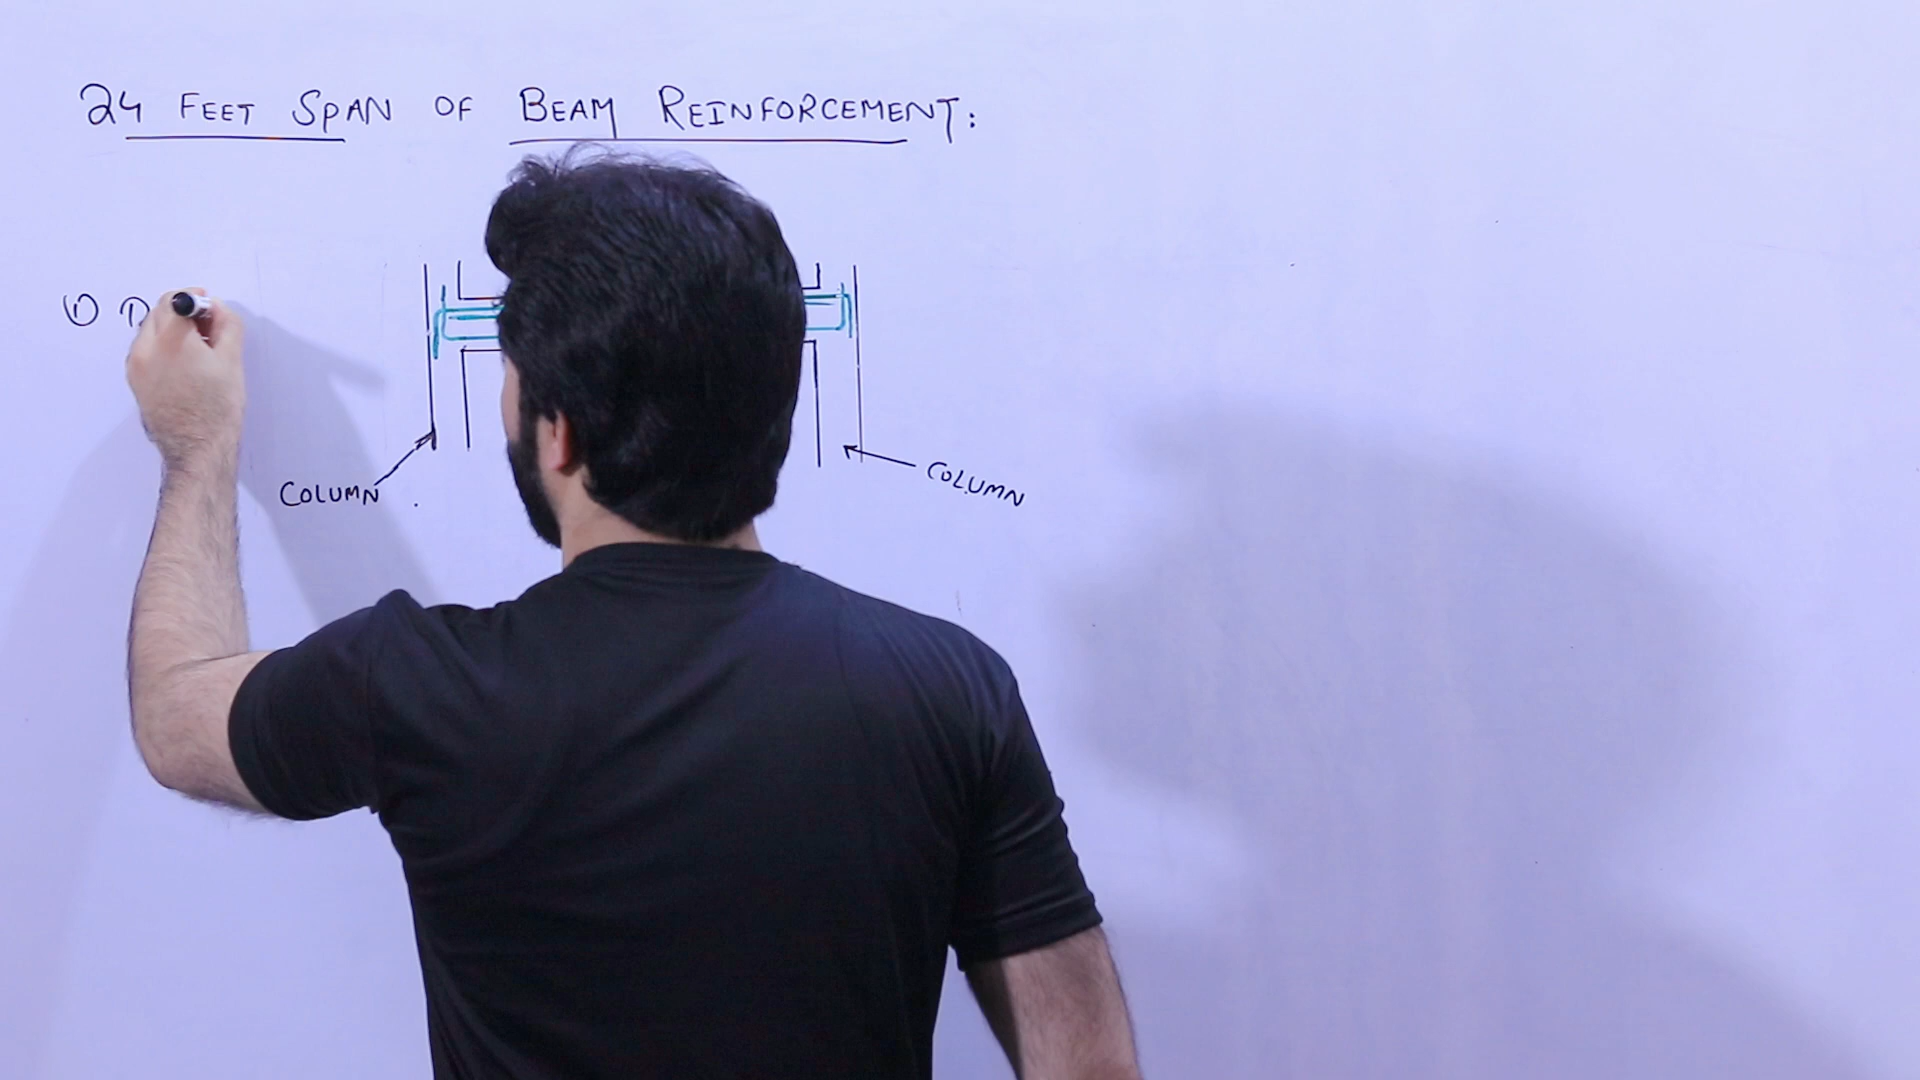 24 FEET SPAN OF BEAM REINFORCEMENT:
① D
COLUMN
COLUMN